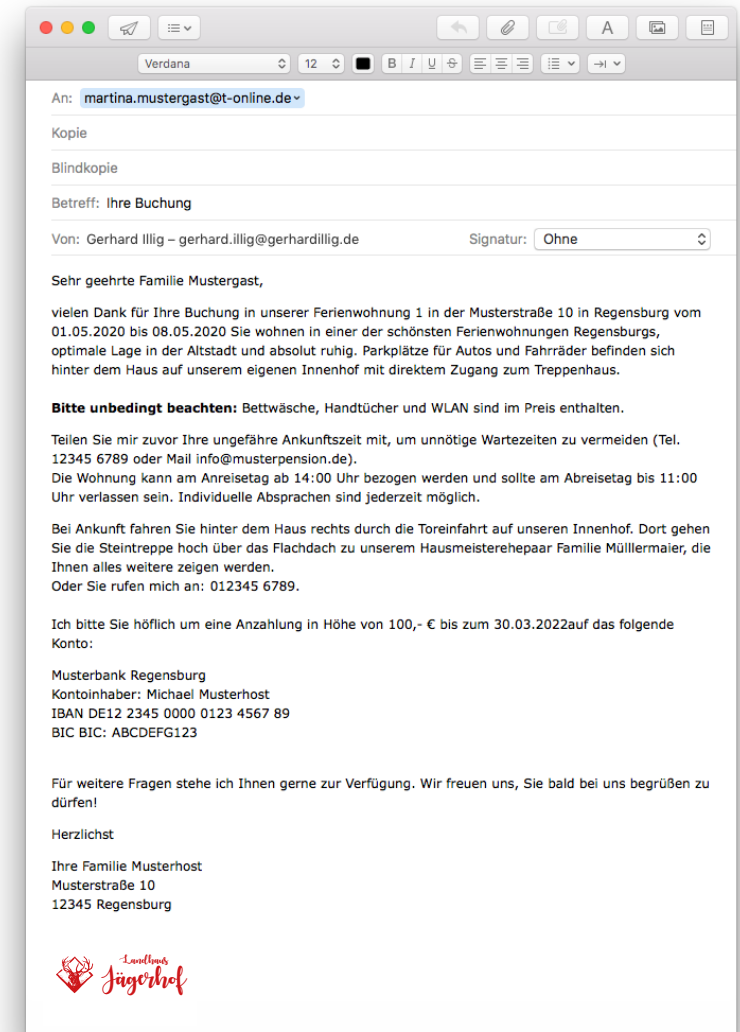 Verdana
12
B I U S
A
An: martina.mustergast@t-online.de
Kopie
Blindkopie
Betreff: Ihre Buchung
Von: Gerhard Illig – gerhard.illig@gerhardillig.de Signatur: Ohne
Sehr geehrte Familie Mustergast,
vielen Dank für Ihre Buchung in unserer Ferienwohnung 1 in der Musterstraße 10 in Regensburg vom
01.05.2020 bis 08.05.2020 Sie wohnen in einer der schönsten Ferienwohnungen Regensburgs,
optimale Lage in der Altstadt und absolut ruhig. Parkplätze für Autos und Fahrräder befinden sich
hinter dem Haus auf unserem eigenen Innenhof mit direktem Zugang zum Treppenhaus.
Bitte unbedingt beachten: Bettwäsche, Handtücher und WLAN sind im Preis enthalten.
Teilen Sie mir zuvor Ihre ungefähre Ankunftszeit mit, um unnötige Wartezeiten zu vermeiden (Tel.
12345 6789 oder Mail info@musterpension.de).
Die Wohnung kann am Anreisetag ab 14:00 Uhr bezogen werden und sollte am Abreisetag bis 11:00
Uhr verlassen sein. Individuelle Absprachen sind jederzeit möglich.
Bei Ankunft fahren Sie hinter dem Haus rechts durch die Toreinfahrt auf unseren Innenhof. Dort gehen
Sie die Steintreppe hoch über das Flachdach zu unserem Hausmeisterehepaar Familie Mülllermaier, die
Ihnen alles weitere zeigen werden.
Oder Sie rufen mich an: 012345 6789.
Ich bitte Sie höflich um eine Anzahlung in Höhe von 100,- € bis zum 30.03.2022auf das folgende
Konto:
Musterbank Regensburg
Kontoinhaber: Michael Musterhost
IBAN DE12 2345 0000 0123 4567 89
BIC BIC: ABCDEFG123
Für weitere Fragen stehe ich Ihnen gerne zur Verfügung. Wir freuen uns, Sie bald bei uns begrüßen zu
dürfen!
Herzlichst
Ihre Familie Musterhost
Musterstraße 10
12345 Regensburg
Landhaus
Jägerhof